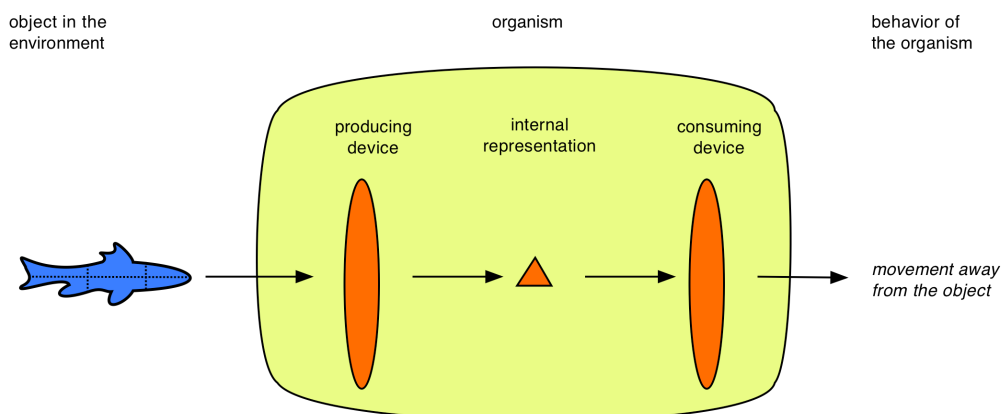 object in the
environment
organism
behavior of
the organism
producing
device
internal
representation
consuming
device
movement away
from the object